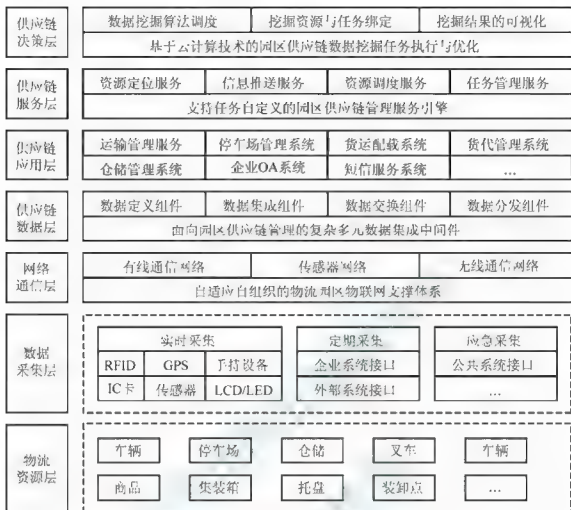 供应链
决策层
数据挖掘算法调度 挖掘资源与任务绑定 挖掘结果的可视化
基于云计算技术的园区供应链数据挖掘任务执行与优化
供应链
服务层
资源定位服务 信息推送服务 资源调度服务 任务管理服务
支持任务自定义的园区供应链管理服务引擎
供应链
应用层
运输管理服务 停车场管理系统 货运配载系统 货代管理系统
仓储管理系统 企业OA系统 短信服务系统 …
供应链
数据层
数据定义组件 数据集成组件 数据交换组件 数据分发组件
面向园区供应链管理的复杂多元数据集成中间件
网络
通信层
有线通信网络 传感器网络 无线通信网络
自适应自组织的物流园区物联网支撑体系
数据
采集层
实时采集 定期采集 应急采集
RFID GPS 手持设备 企业系统接口 公共系统接口
IC卡 传感器 LCD/LED 外部系统接口 …
物流
资源层
车辆 停车场 仓储 叉车 车辆
商品 集装箱 托盘 装卸点 …